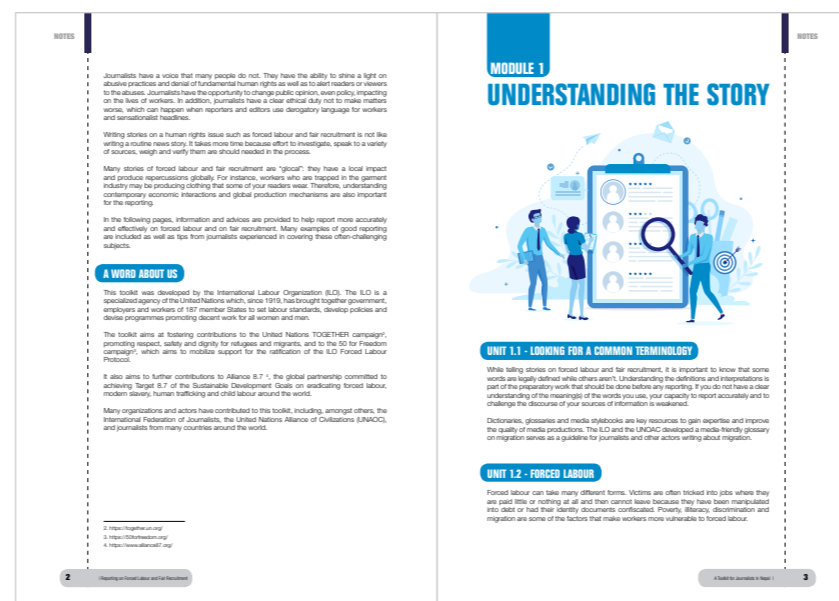 NOTES
Journalists have a voice that many people do not. They have the ability to shine a light on
abusive practices and denial of fundamental human rights as well as to alert readers or viewers
to the abuses. Journalists have the opportunity to change public opinion, even policy, impacting
on the lives of workers. In addition, journalists have a clear ethical duty not to make matters
worse, which can happen when reporters and editors use derogatory language for workers
and sensationalist headlines.
Writing stories on a human rights issue such as forced labour and fair recruitment is not like
writing a routine news story. It takes more time because effort to investigate, speak to a variety
of sources, weigh and verify them are should needed in the process.
Many stories of forced labour and fair recruitment are "glocal": they have a local impact
and produce repercussions globally. For instance, workers who are trapped in the garment
industry may be producing clothing that some of your readers wear. Therefore, understanding
contemporary economic interactions and global production mechanisms are also important
for the reporting.
In the following pages, information and advices are provided to help report more accurately
and effectively on forced labour and on fair recruitment. Many examples of good reporting
are included as well as tips from journalists experienced in covering these often-challenging
subjects.
A WORD ABOUT US
This toolkit was developed by the International Labour Organization (ILO). The ILO is a
specialized agency of the United Nations which, since 1919, has brought together government,
employers and workers of 187 member States to set labour standards, develop policies and
devise programmes promoting decent work for all women and men.
The toolkit aims at fostering contributions to the United Nations TOGETHER campaign²,
promoting respect, safety and dignity for refugees and migrants, and to the 50 for Freedom
campaign³, which aims to mobilize support for the ratification of the ILO Forced Labour
Protocol.
It also aims to further contributions to Alliance 8.7 ⁴, the global partnership committed to
achieving Target 8.7 of the Sustainable Development Goals on eradicating forced labour,
modern slavery, human trafficking and child labour around the world.
Many organizations and actors have contributed to this toolkit, including, amongst others, the
International Federation of Journalists, the United Nations Alliance of Civilizations (UNAOC),
and journalists from many countries around the world.
2. https://together.un.org/
3. https://50forfreedom.org/
4. https://www.alliance87.org/
2 | Reporting on Forced Labour and Fair Recruitment
NOTES
MODULE 1
UNDERSTANDING THE STORY
UNIT 1.1 - LOOKING FOR A COMMON TERMINOLOGY
While telling stories on forced labour and fair recruitment, it is important to know that some
words are legally defined while others aren't. Understanding the definitions and interpretations is
part of the preparatory work that should be done before any reporting. If you do not have a clear
understanding of the meaning(s) of the words you use, your capacity to report accurately and to
challenge the discourse of your sources of information is weakened.
Dictionaries, glossaries and media stylebooks are key resources to gain expertise and improve
the quality of media productions. The ILO and the UNOAC developed a media-friendly glossary
on migration serves as a guideline for journalists and other actors writing about migration.
UNIT 1.2 - FORCED LABOUR
Forced labour can take many different forms. Victims are often tricked into jobs where they
are paid little or nothing at all and then cannot leave because they have been manipulated
into debt or had their identity documents confiscated. Poverty, illiteracy, discrimination and
migration are some of the factors that make workers more vulnerable to forced labour.
A Toolkit for Journalists in Nepal | 3